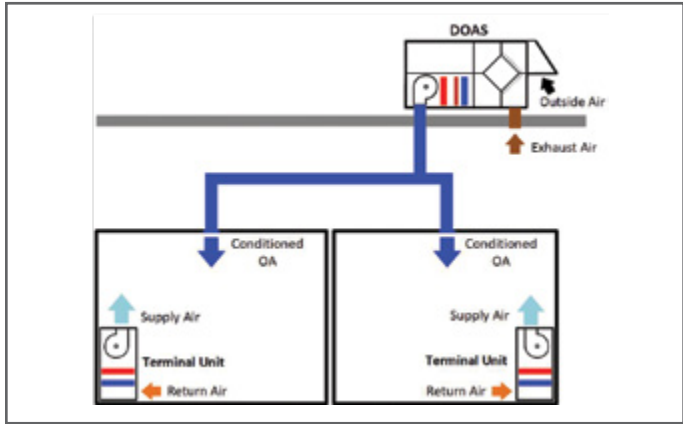 DOAS
Outside Air
Exhaust Air
Conditioned
OA
Conditioned
OA
Supply Air
Supply Air
Terminal Unit
Terminal Unit
Return Air
Return Air